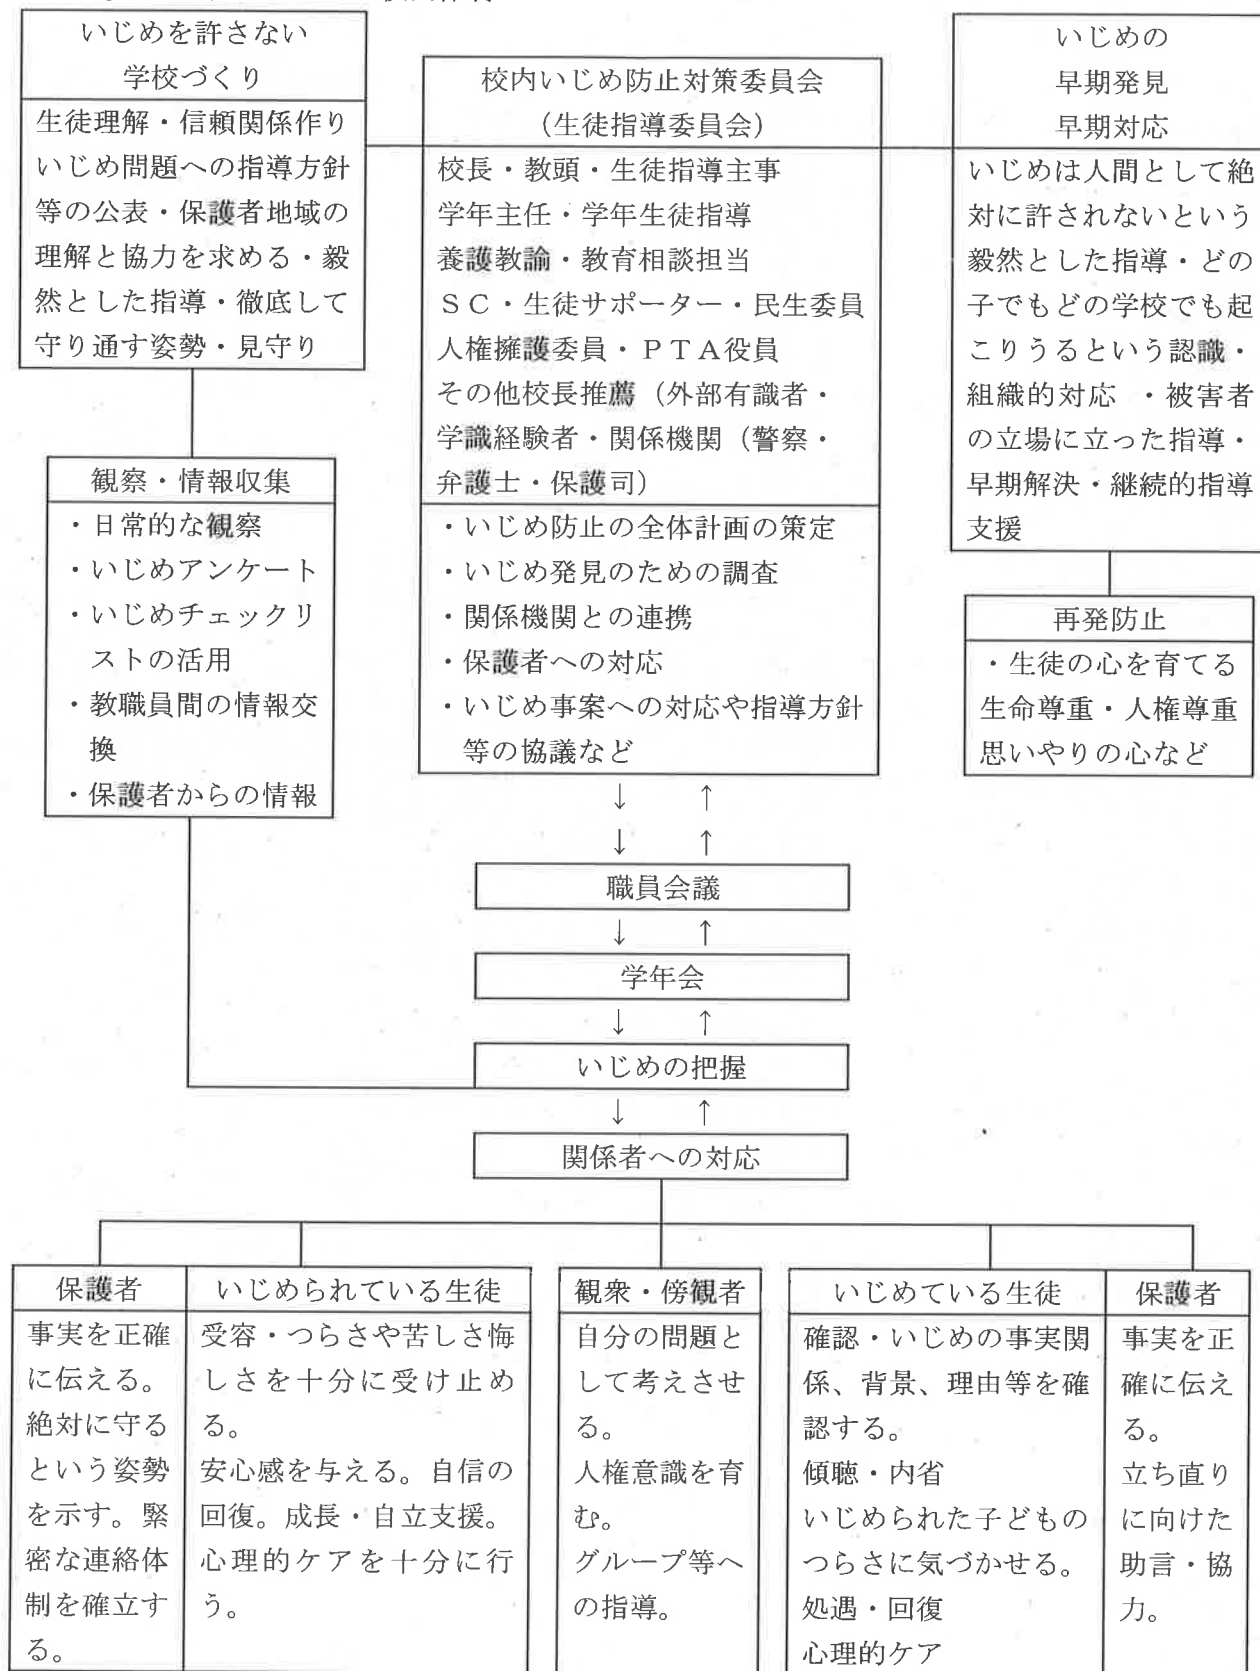 いじめを許さない
学校づくり
生徒理解・信頼関係作り
いじめ問題への指導方針
等の公表・保護者地域の
理解と協力を求める・毅
然とした指導・徹底して
守り通す姿勢・見守り
校内いじめ防止対策委員会
（生徒指導委員会）
校長・教頭・生徒指導主事
学年主任・学年生徒指導
養護教諭・教育相談担当
ＳＣ・生徒サポーター・民生委員
人権擁護委員・ＰＴＡ役員
その他校長推薦（外部有識者・
学識経験者・関係機関（警察・
弁護士・保護司）
・いじめ防止の全体計画の策定
・いじめ発見のための調査
・関係機関との連携
・保護者への対応
・いじめ事案への対応や指導方針
等の協議など
いじめの
早期発見
早期対応
いじめは人間として絶
対に許されないという
毅然とした指導・どの
子でもどの学校でも起
こりうるという認識・
組織的対応　・被害者
の立場に立った指導・
早期解決・継続的指導
支援
観察・情報収集
・日常的な観察
・いじめアンケート
・いじめチェックリ
ストの活用
・教職員間の情報交
換
・保護者からの情報
再発防止
・生徒の心を育てる
生命尊重・人権尊重
思いやりの心など
↓　↑
↓　↑
職員会議
↓　↑
学年会
↓　↑
いじめの把握
↓　↑
関係者への対応
保護者
事実を正確
に伝える。
絶対に守る
という姿勢
を示す。緊
密な連絡体
制を確立す
る。
いじめられている生徒
受容・つらさや苦しさ悔
しさを十分に受け止め
る。
安心感を与える。自信の
回復。成長・自立支援。
心理的ケアを十分に行
う。
観衆・傍観者
自分の問題と
して考えさせ
る。
人権意識を育
む。
グループ等へ
の指導。
いじめている生徒
確認・いじめの事実関
係、背景、理由等を確
認する。
傾聴・内省
いじめられた子どもの
つらさに気づかせる。
処遇・回復
心理的ケア
保護者
事実を正
確に伝え
る。
立ち直り
に向けた
助言・協
力。